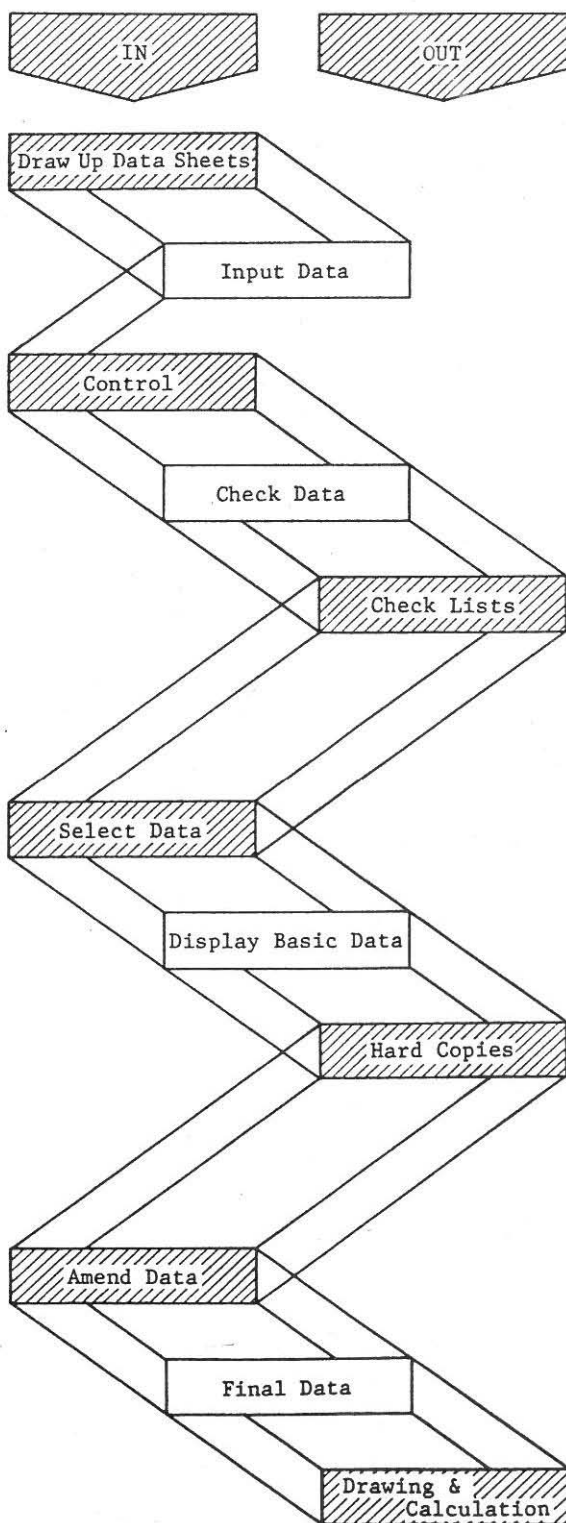 IN
OUT
Draw Up Data Sheets
Input Data
Control
Check Data
Check Lists
Select Data
Display Basic Data
Hard Copies
Amend Data
Final Data
Drawing &
Calculation